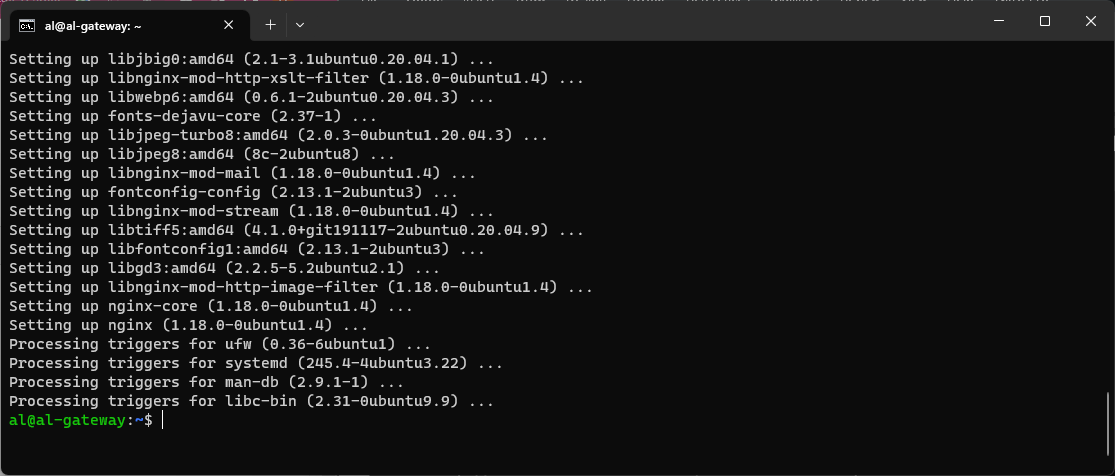 al@al-gateway: ~
Setting up libjbig0:amd64 (2.1-3.1ubuntu0.20.04.1) ...
Setting up libnginx-mod-http-xslt-filter (1.18.0-0ubuntu1.4) ...
Setting up libwebp6:amd64 (0.6.1-2ubuntu0.20.04.3) ...
Setting up fonts-dejavu-core (2.37-1) ...
Setting up libjpeg-turbo8:amd64 (2.0.3-0ubuntu1.20.04.3) ...
Setting up libjpeg8:amd64 (8c-2ubuntu8) ...
Setting up libnginx-mod-mail (1.18.0-0ubuntu1.4) ...
Setting up fontconfig-config (2.13.1-2ubuntu3) ...
Setting up libnginx-mod-stream (1.18.0-0ubuntu1.4) ...
Setting up libtiff5:amd64 (4.1.0+git191117-2ubuntu0.20.04.9) ...
Setting up libfontconfig1:amd64 (2.13.1-2ubuntu3) ...
Setting up libgd3:amd64 (2.2.5-5.2ubuntu2.1) ...
Setting up libnginx-mod-http-image-filter (1.18.0-0ubuntu1.4) ...
Setting up nginx-core (1.18.0-0ubuntu1.4) ...
Setting up nginx (1.18.0-0ubuntu1.4) ...
Processing triggers for ufw (0.36-6ubuntu1) ...
Processing triggers for systemd (245.4-4ubuntu3.22) ...
Processing triggers for man-db (2.9.1-1) ...
Processing triggers for libc-bin (2.31-0ubuntu9.9) ...
al@al-gateway:~$